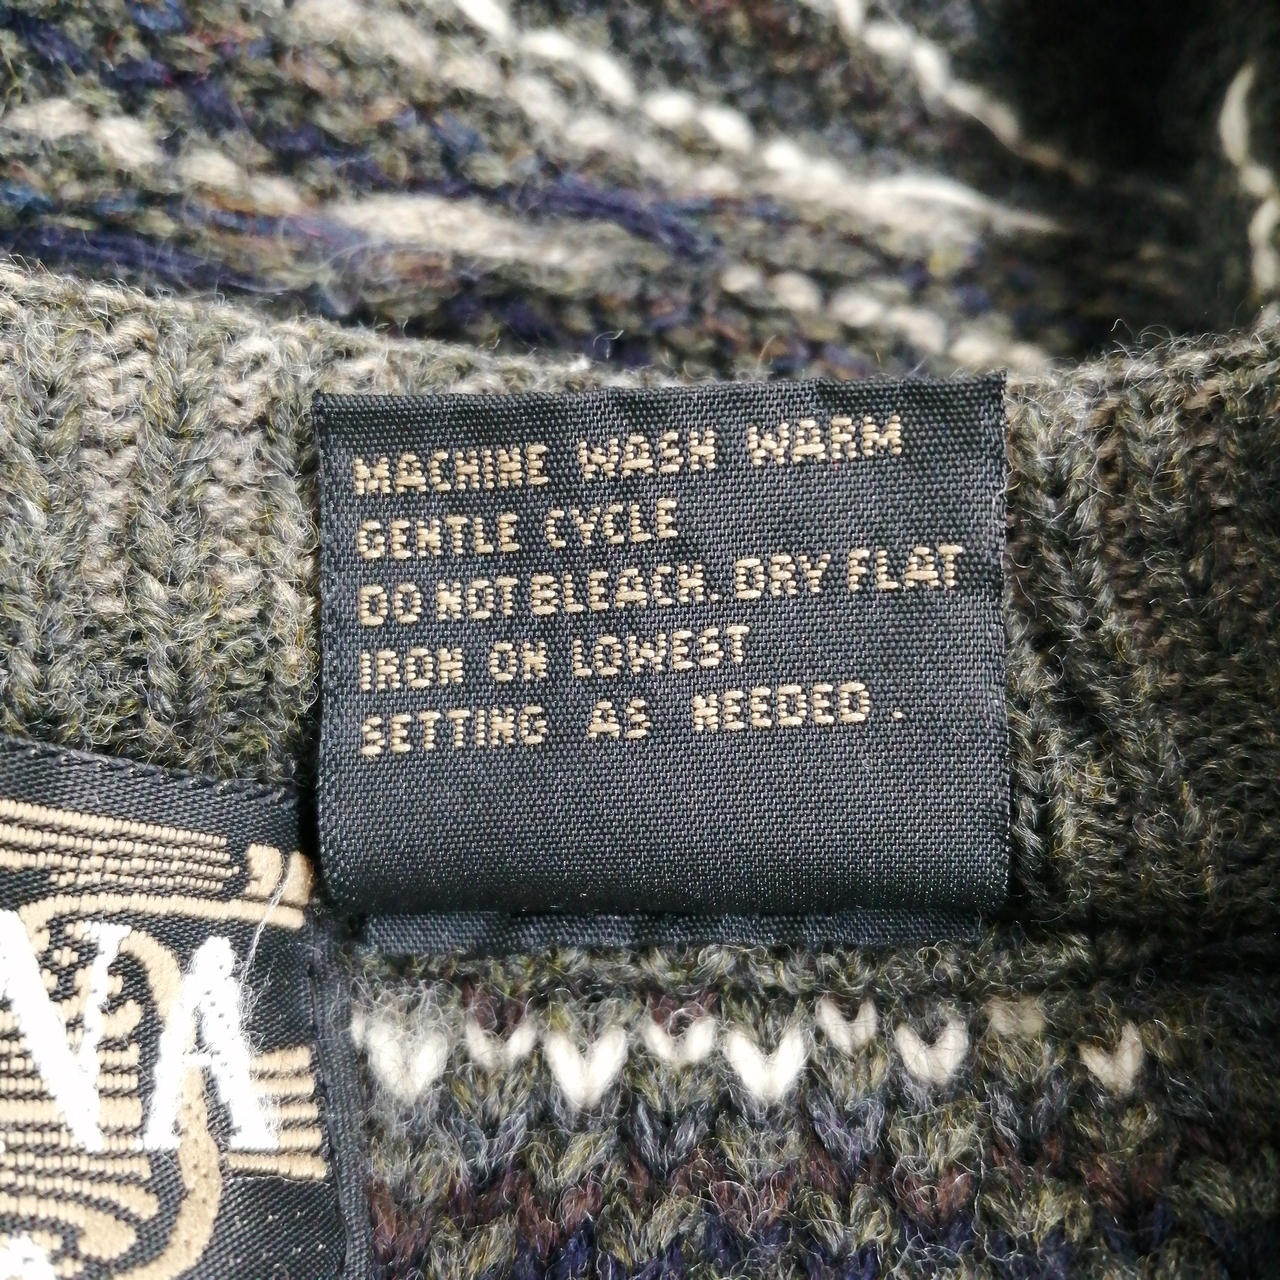 MACHINE WASH WARM
GENTLE CYCLE
DO NOT BLEACH. DRY FLAT
IRON ON LOWEST
SETTING AS NEEDED.